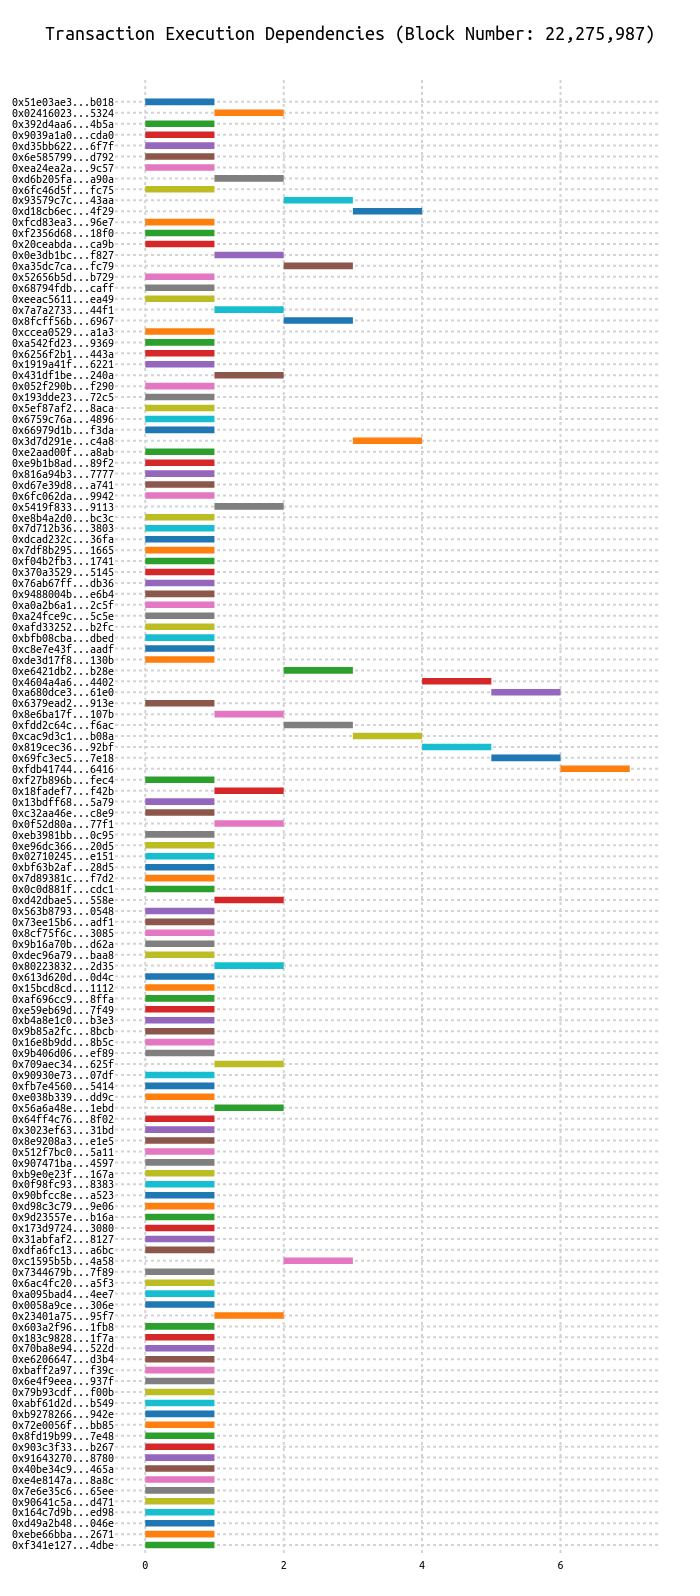 Transaction Execution Dependencies (Block Number: 22,275,987)
0x51e03ae3...b018
0x02416023...5324
0x392d4aa6...4b5a
0x9039a1a0...cda0
0xd35bb622...6f7f
0x6e585799...d792
0xea24ea2a...9c57
0xd6b205fa...a90a
0x6fc46d5f...fc75
0x93579c7c...43aa
0xd18cb6ec...4f29
0xfcd83ea3...96e7
0xf2356d68...18f0
0x20ceabda...ca9b
0x0e3db1bc...f827
0xa35dc7ca...fc79
0x52656b5d...b729
0x68794fdb...caff
0xeeac5611...ea49
0x7a7a2733...44f1
0x8fcff56b...6967
0xccea0529...a1a3
0xa542fd23...9369
0x6256f2b1...443a
0x1919a41f...6221
0x431df1be...240a
0x052f290b...f290
0x193dde23...72c5
0x5ef87af2...8aca
0x6759c76a...4896
0x66979d1b...f3da
0x3d7d291e...c4a8
0xe2aad00f...a8ab
0xe9b1b8ad...89f2
0x816a94b3...7777
0xd67e39d8...a741
0x6fc062da...9942
0x5419f833...9113
0xe8b4a2d0...bc3c
0x7d712b36...3803
0xdcad232c...36fa
0x7df8b295...1665
0xf04b2fb3...1741
0x370a3529...5145
0x76ab67ff...db36
0x9488004b...e6b4
0xa0a2b6a1...2c5f
0xa24fce9c...5c5e
0xafd33252...b2fc
0xbfb08cba...dbed
0xc8e7e43f...aadf
0xde3d17f8...130b
0xe6421db2...b28e
0x4604a4a6...4402
0xa680dce3...61e0
0x6379ead2...913e
0x8e6ba17f...107b
0xfdd2c64c...f6ac
0xcac9d3c1...b08a
0x819cec36...92bf
0x69fc3ec5...7e18
0xfdb41744...6416
0xf27b896b...fec4
0x18fadef7...f42b
0x13bdff68...5a79
0xc32aa46e...c8e9
0x0f52d80a...77f1
0xeb3981bb...0c95
0xe96dc366...20d5
0x02710245...e151
0xbf63b2af...28d5
0x7d89381c...f7d2
0x0c0d881f...cdc1
0xd42dbae5...558e
0x563b8793...0548
0x73ee15b6...adf1
0x8cf75f6c...3085
0x9b16a70b...d62a
0xdec96a79...baa8
0x80223832...2d35
0x613d620d...0d4c
0x15bcd8cd...1112
0xaf696cc9...8ffa
0xe59eb69d...7f49
0xb4a8e1c0...b3e3
0x9b85a2fc...8bcb
0x16e8b9dd...8b5c
0x9b406d06...ef89
0x709aec34...625f
0x90930e73...07df
0xfb7e4560...5414
0xe038b339...dd9c
0x56a6a48e...1ebd
0x64ff4c76...8f02
0x3023ef63...31bd
0x8e9208a3...e1e5
0x512f7bc0...5a11
0x907471ba...4597
0xb9e0e23f...167a
0x0f98fc93...8383
0x90bfcc8e...a523
0xd98c3c79...9e06
0x9d23557e...b16a
0x173d9724...3080
0x31abfaf2...8127
0xdfa6fc13...a6bc
0xc1595b5b...4a58
0x7344679b...7f89
0x6ac4fc20...a5f3
0xa095bad4...4ee7
0x0058a9ce...306e
0x23401a75...95f7
0x603a2f96...1fb8
0x183c9828...1f7a
0x70ba8e94...522d
0xe6206647...d3b4
0xbaff2a97...f39c
0x6e4f9eea...937f
0x79b93cdf...f00b
0xabf61d2d...b549
0xb9278266...942e
0x72e0056f...bb85
0x8fd19b99...7e48
0x903c3f33...b267
0x91643270...8780
0x40be34c9...465a
0xe4e8147a...8a8c
0x7e6e35c6...65ee
0x90641c5a...d471
0x164c7d9b...ed98
0xd49a2b48...046e
0xebe66bba...2671
0xf341e127...4dbe
0 2 4 6